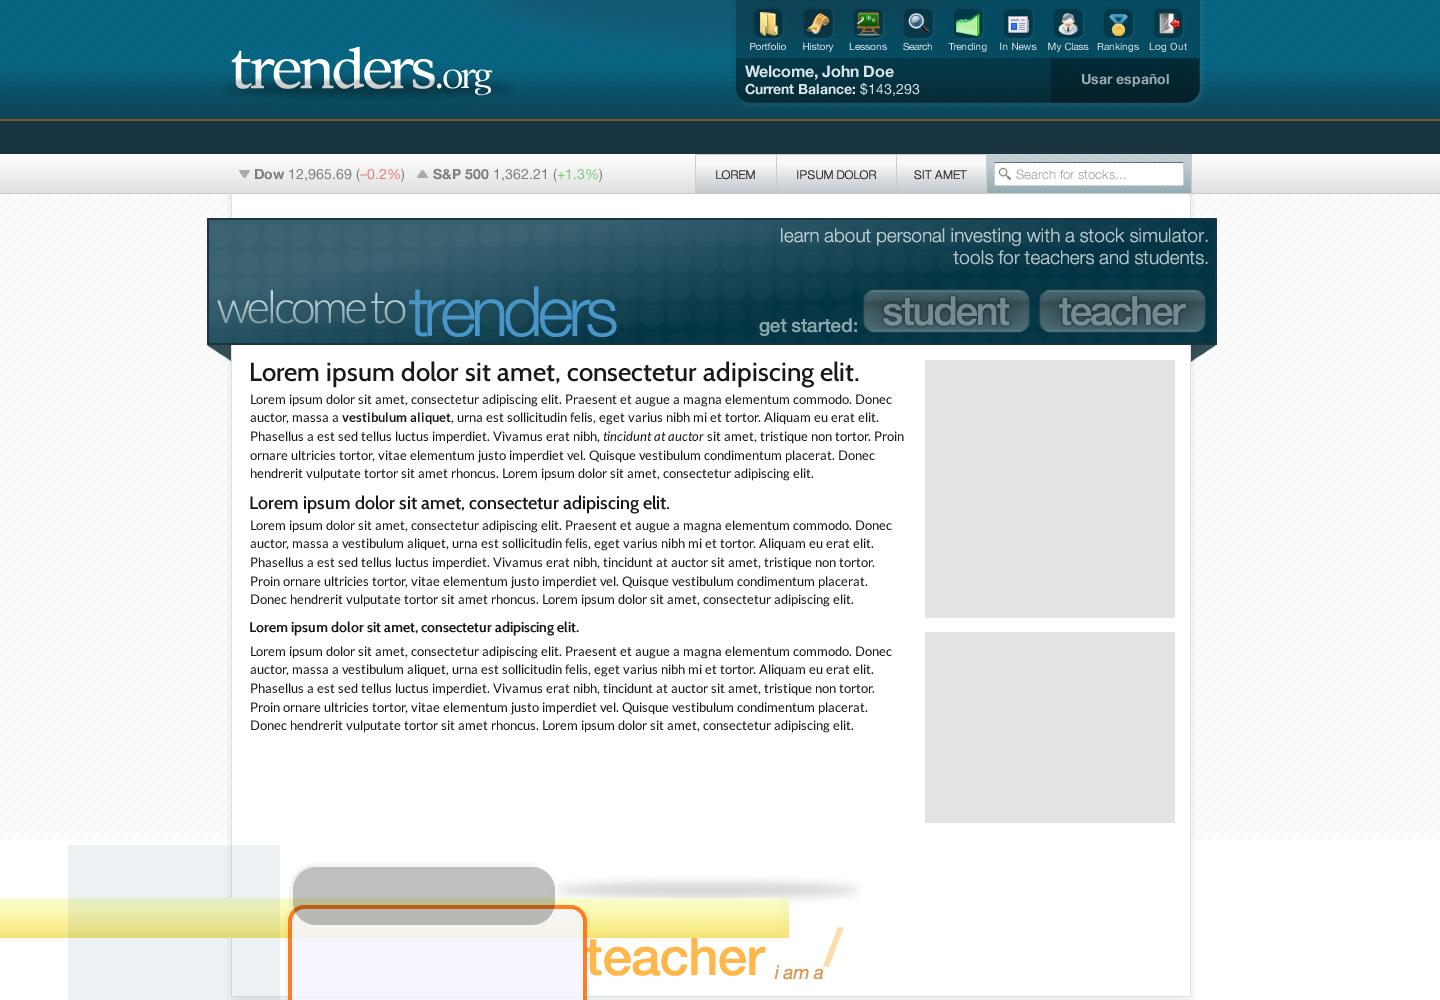 Portfolio History Lessons Search Trending In News My Class Rankings Log Out
trenders.org
Welcome, John Doe
Current Balance: $143,293
Usar español
Dow 12,965.69 (–0.2%) S&P 500 1,362.21 (+1.3%)
LOREM IPSUM DOLOR SIT AMET
Search for stocks...
learn about personal investing with a stock simulator.
tools for teachers and students.
welcome to trenders
get started: student teacher
Lorem ipsum dolor sit amet, consectetur adipiscing elit.
Lorem ipsum dolor sit amet, consectetur adipiscing elit. Praesent et augue a magna elementum commodo. Donec
auctor, massa a vestibulum aliquet, urna est sollicitudin felis, eget varius nibh mi et tortor. Aliquam eu erat elit.
Phasellus a est sed tellus luctus imperdiet. Vivamus erat nibh, tincidunt at auctor sit amet, tristique non tortor. Proin
ornare ultricies tortor, vitae elementum justo imperdiet vel. Quisque vestibulum condimentum placerat. Donec
hendrerit vulputate tortor sit amet rhoncus. Lorem ipsum dolor sit amet, consectetur adipiscing elit.
Lorem ipsum dolor sit amet, consectetur adipiscing elit.
Lorem ipsum dolor sit amet, consectetur adipiscing elit. Praesent et augue a magna elementum commodo. Donec
auctor, massa a vestibulum aliquet, urna est sollicitudin felis, eget varius nibh mi et tortor. Aliquam eu erat elit.
Phasellus a est sed tellus luctus imperdiet. Vivamus erat nibh, tincidunt at auctor sit amet, tristique non tortor.
Proin ornare ultricies tortor, vitae elementum justo imperdiet vel. Quisque vestibulum condimentum placerat.
Donec hendrerit vulputate tortor sit amet rhoncus. Lorem ipsum dolor sit amet, consectetur adipiscing elit.
Lorem ipsum dolor sit amet, consectetur adipiscing elit.
Lorem ipsum dolor sit amet, consectetur adipiscing elit. Praesent et augue a magna elementum commodo. Donec
auctor, massa a vestibulum aliquet, urna est sollicitudin felis, eget varius nibh mi et tortor. Aliquam eu erat elit.
Phasellus a est sed tellus luctus imperdiet. Vivamus erat nibh, tincidunt at auctor sit amet, tristique non tortor.
Proin ornare ultricies tortor, vitae elementum justo imperdiet vel. Quisque vestibulum condimentum placerat.
Donec hendrerit vulputate tortor sit amet rhoncus. Lorem ipsum dolor sit amet, consectetur adipiscing elit.
teacher i am a /